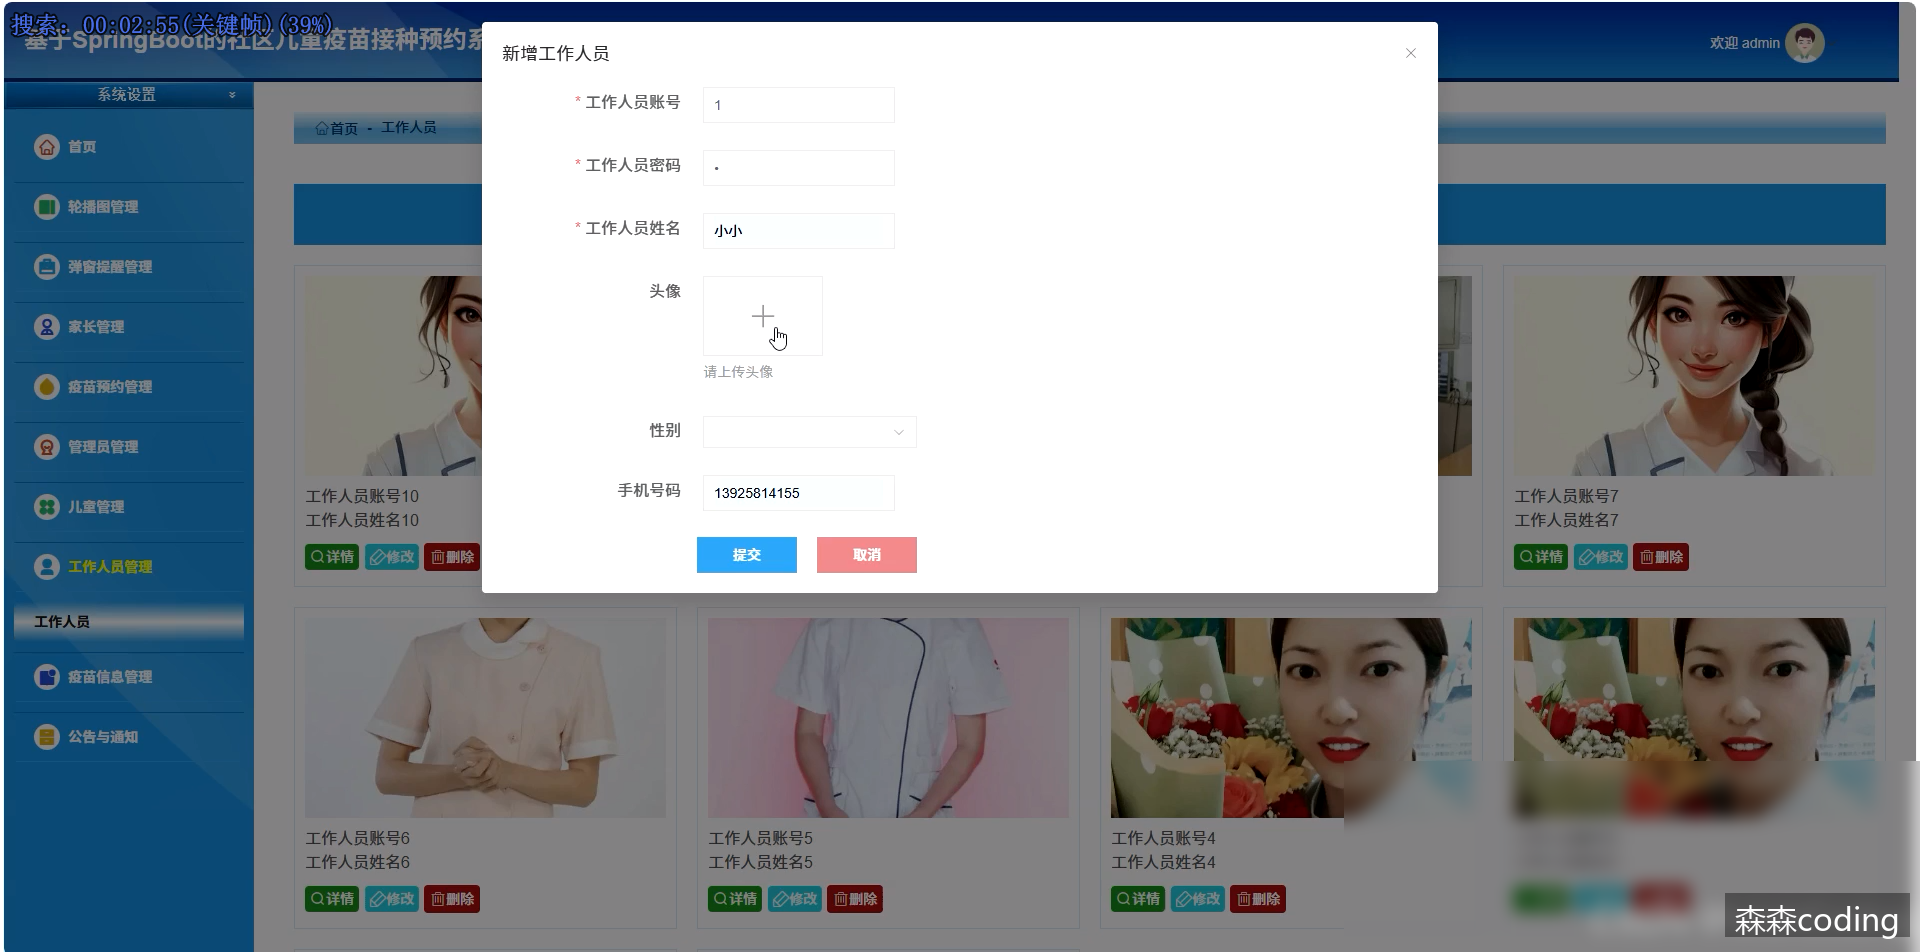 搜索: 00:02:55(关键帧)(39%)
基于SpringBoot的社区儿童疫苗接种预约系
欢迎 admin
系统设置
首页
轮播图管理
弹窗提醒管理
家长管理
疫苗预约管理
管理员管理
儿童管理
工作人员管理
工作人员
疫苗信息管理
公告与通知
首页 - 工作人员
新增工作人员
* 工作人员账号 1
* 工作人员密码 •
* 工作人员姓名 小小
头像
请上传头像
性别
手机号码 13925814155
提交 取消
工作人员账号10
工作人员姓名10
详情 修改 删除
工作人员账号7
工作人员姓名7
详情 修改 删除
工作人员账号6
工作人员姓名6
详情 修改 删除
工作人员账号5
工作人员姓名5
详情 修改 删除
工作人员账号4
工作人员姓名4
详情 修改 删除
森森coding